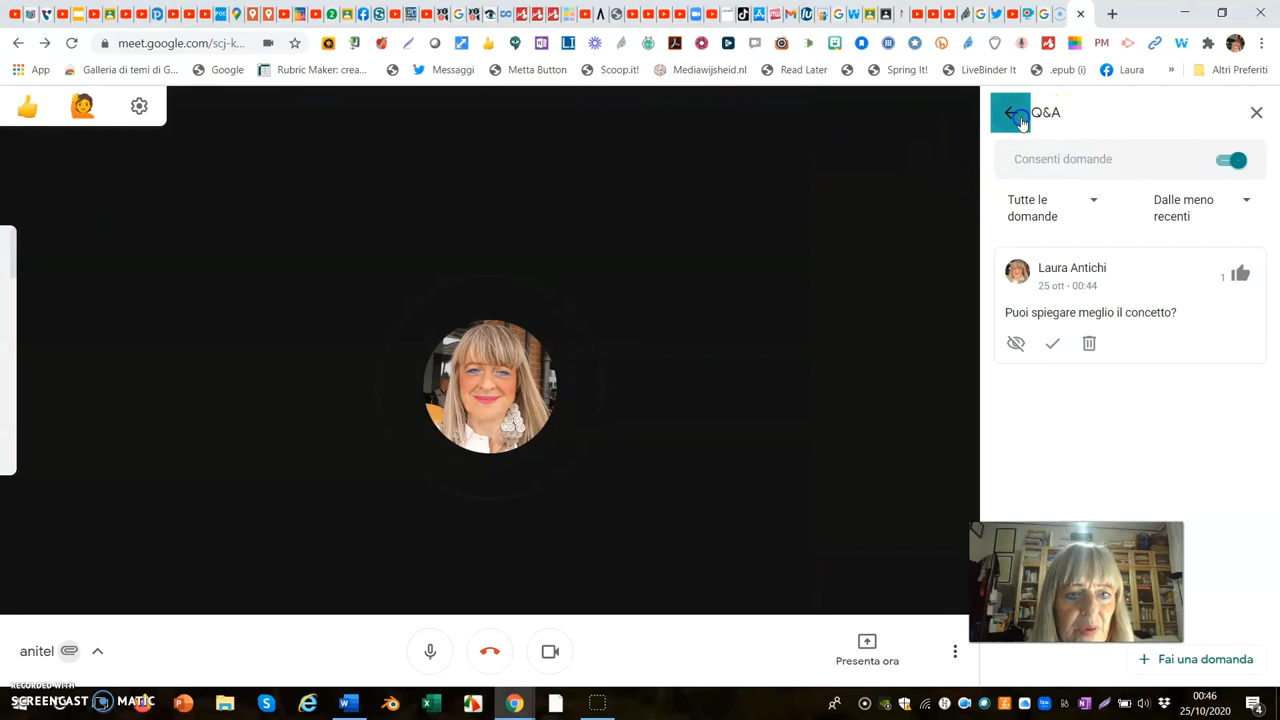 meet.google.com/scj-k...
PM
App
Galleria di temi di G...
Google
Rubric Maker: crea...
Messaggi
Metta Button
Scoop.it!
Mediawijsheid.nl
Read Later
Spring It!
LiveBinder It
.epub (i)
Laura
»
Altri Preferiti
Q&A
Consenti domande
Tutte le
domande
Dalle meno
recenti
Laura Antichi
25 ott - 00:44
1
Puoi spiegare meglio il concetto?
anitel
Presenta ora
Fai una domanda
RECORDED WITH
SCREENCAST MATIC
00:46
25/10/2020
4